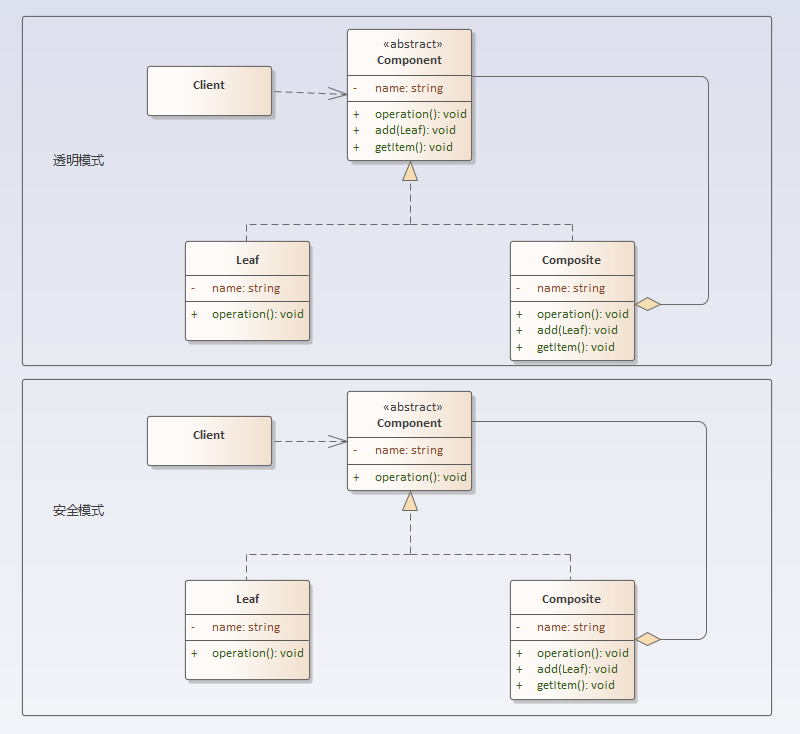 «abstract»
Component
- name: string
+ operation(): void
+ add(Leaf): void
+ getItem(): void
Client
透明模式
Leaf
- name: string
+ operation(): void
Composite
- name: string
+ operation(): void
+ add(Leaf): void
+ getItem(): void
«abstract»
Component
- name: string
+ operation(): void
Client
安全模式
Leaf
- name: string
+ operation(): void
Composite
- name: string
+ operation(): void
+ add(Leaf): void
+ getItem(): void